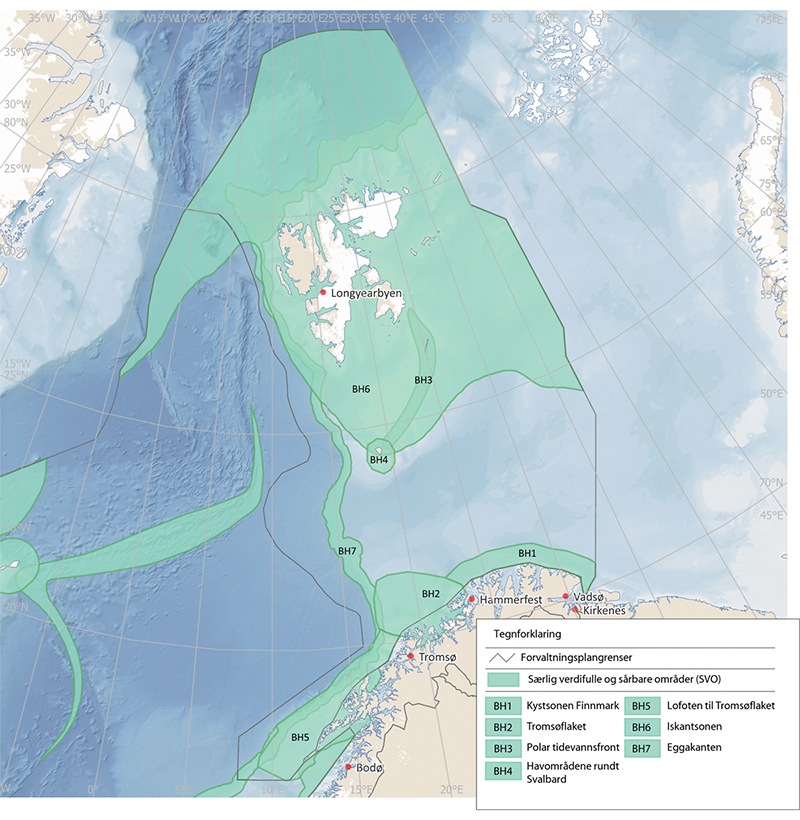 35°W 30°W 25°W 20°W 15°W 10°W 5°W 0° 5°E 10°E 15°E 20°E 25°E 30°E 35°E 40°E 45°E 50°E 55°E 60°E 65°E 75°E
35°W
70°E
30°W
80°N
65°E
25°W
60°E
55°E
Longyearbyen
15°W
75°N
BH6
BH3
50°E
BH4
70°N
45°E
BH7
BH1
BH2
Hammerfest
Vadsø
Kirkenes
70°N
Tromsø
BH5
Bodø
0°
5°E
10°E
15°E
20°E
Tegnforklaring
Forvaltningsplangrenser
Særlig verdifulle og sårbare områder (SVO)
BH1 Kystsonen Finnmark
BH5 Lofoten til Tromsøflaket
BH2 Tromsøflaket
BH6 Iskantsonen
BH3 Polar tidevannsfront
BH7 Eggakanten
BH4 Havområdene rundt
Svalbard